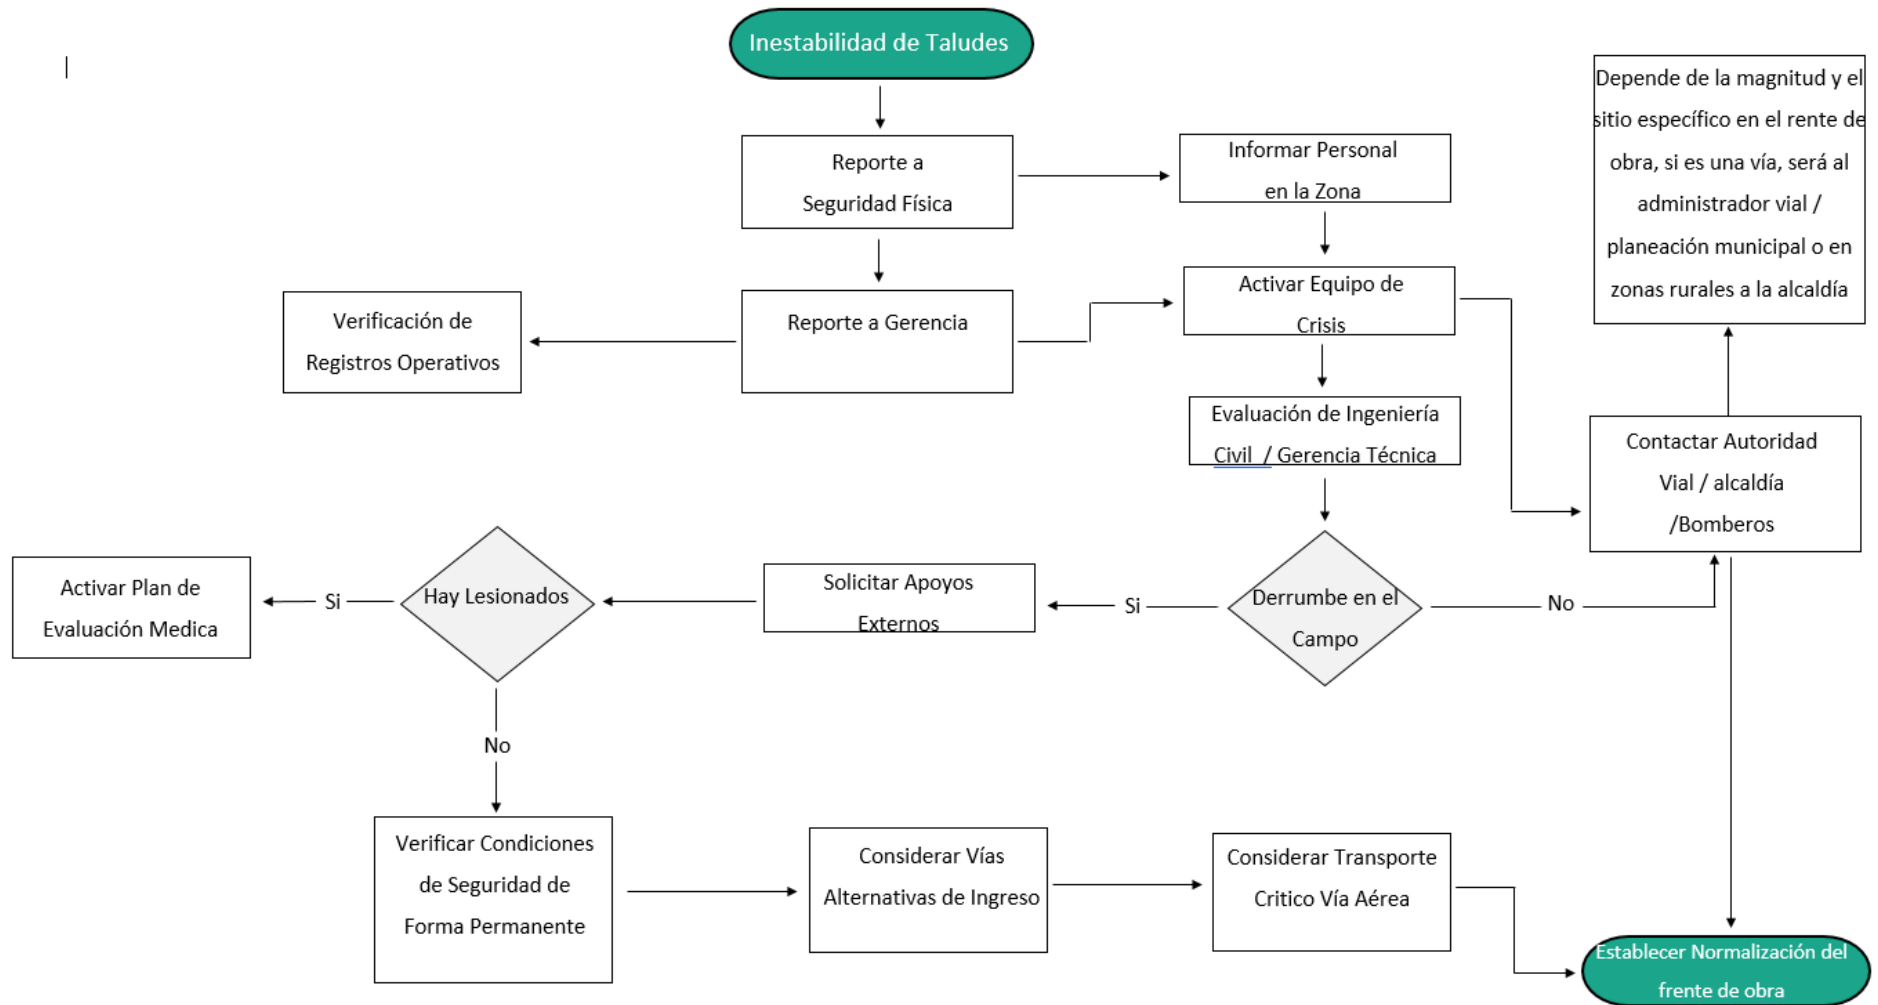 Inestabilidad de Taludes
Reporte a
Seguridad Física
Informar Personal
en la Zona
Depende de la magnitud y el
sitio específico en el rente de
obra, si es una vía, será al
administrador vial /
planeación municipal o en
zonas rurales a la alcaldía
Verificación de
Registros Operativos
Reporte a Gerencia
Activar Equipo de
Crisis
Evaluación de Ingeniería
Civil / Gerencia Técnica
Contactar Autoridad
Vial / alcaldía
/Bomberos
Activar Plan de
Evaluación Medica
Si
Hay Lesionados
Solicitar Apoyos
Externos
Si
Derrumbe en el
Campo
No
No
Verificar Condiciones
de Seguridad de
Forma Permanente
Considerar Vías
Alternativas de Ingreso
Considerar Transporte
Critico Vía Aérea
Establecer Normalización del
frente de obra